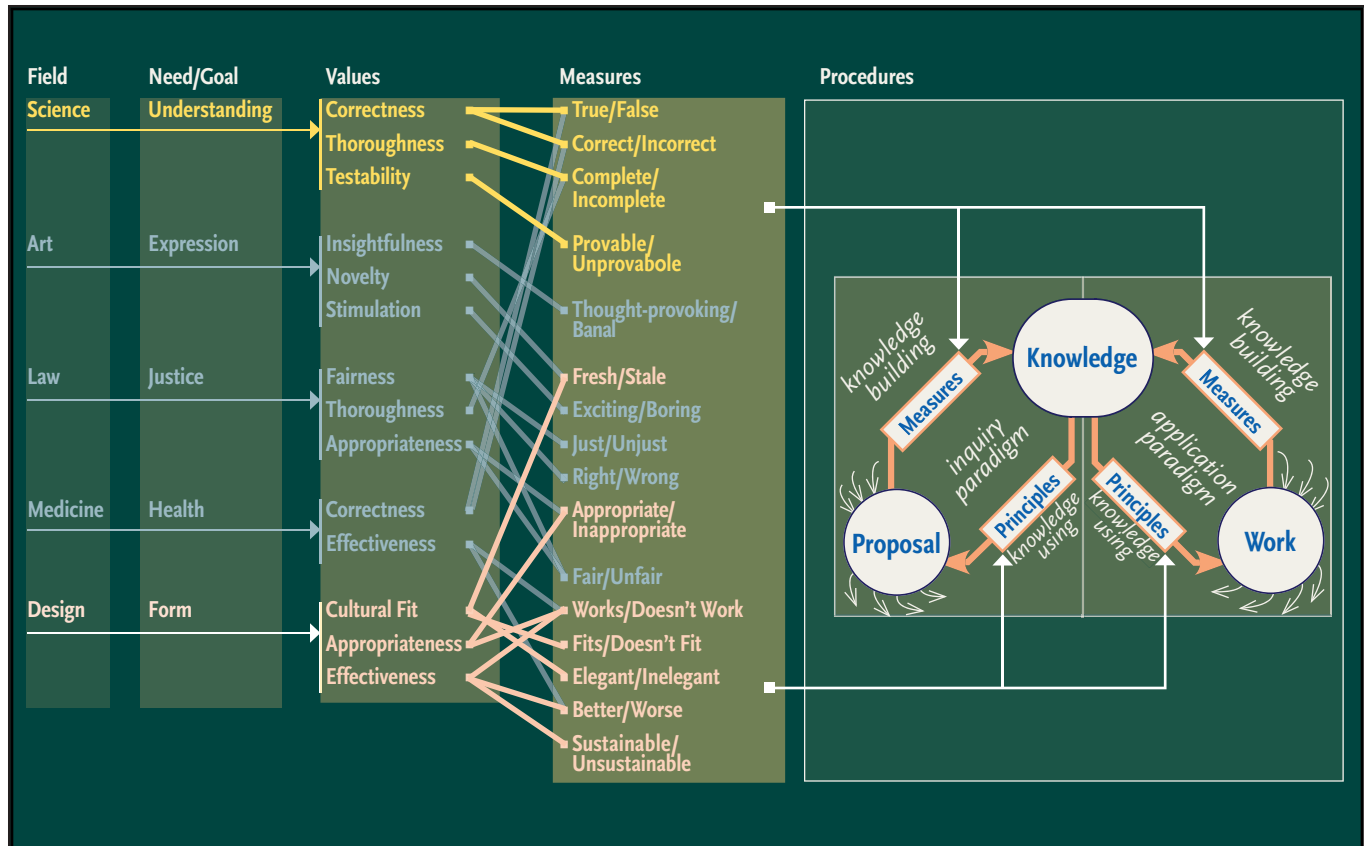 Field
Need/Goal
Values
Measures
Procedures
Science
Understanding
Correctness
Thoroughness
Testability
True/False
Correct/Incorrect
Complete/
Incomplete
Provable/
Unprovabole
Art
Expression
Insightfulness
Novelty
Stimulation
Thought-provoking/
Banal
Law
Justice
Fairness
Thoroughness
Appropriateness
Fresh/Stale
Exciting/Boring
Just/Unjust
Right/Wrong
Medicine
Health
Correctness
Effectiveness
Appropriate/
Inappropriate
Fair/Unfair
Design
Form
Cultural Fit
Appropriateness
Effectiveness
Works/Doesn't Work
Fits/Doesn't Fit
Elegant/Inelegant
Better/Worse
Sustainable/
Unsustainable
knowledge
building
Measures
Knowledge
Measures
knowledge
building
inquiry
paradigm
application
paradigm
Principles
knowledge
using
Principles
knowledge
using
Proposal
Work